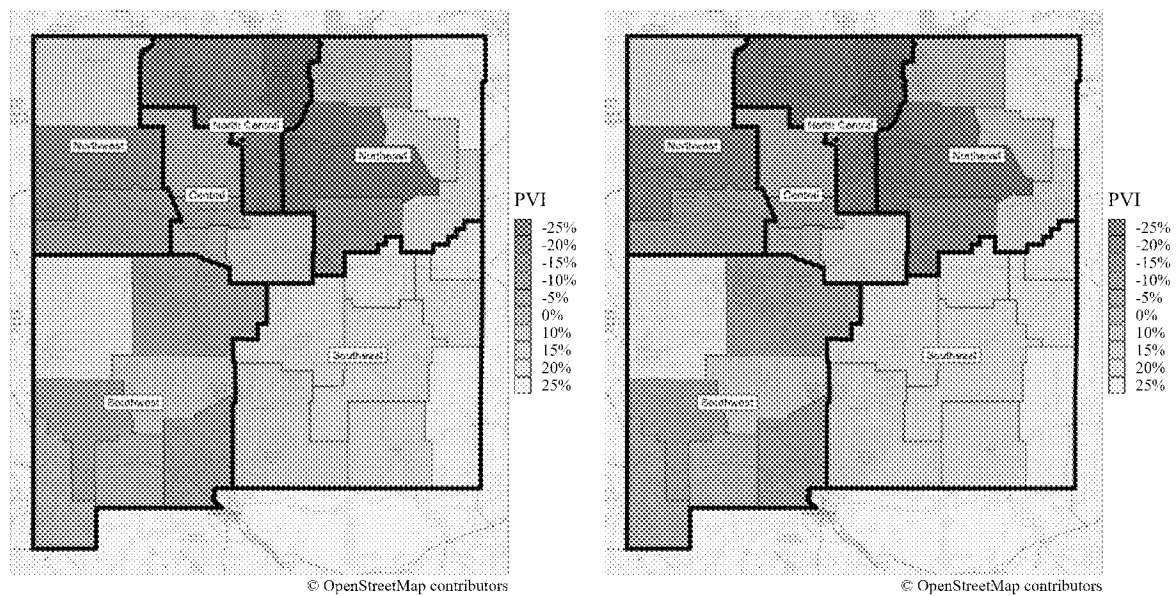 North Central
Northwest
Northeast
Central
Southeast
Southwest
PVI
-25%
-20%
-15%
-10%
-5%
0%
10%
15%
20%
25%
© OpenStreetMap contributors
North Central
Northwest
Northeast
Central
Southeast
Southwest
PVI
-25%
-20%
-15%
-10%
-5%
0%
10%
15%
20%
25%
© OpenStreetMap contributors